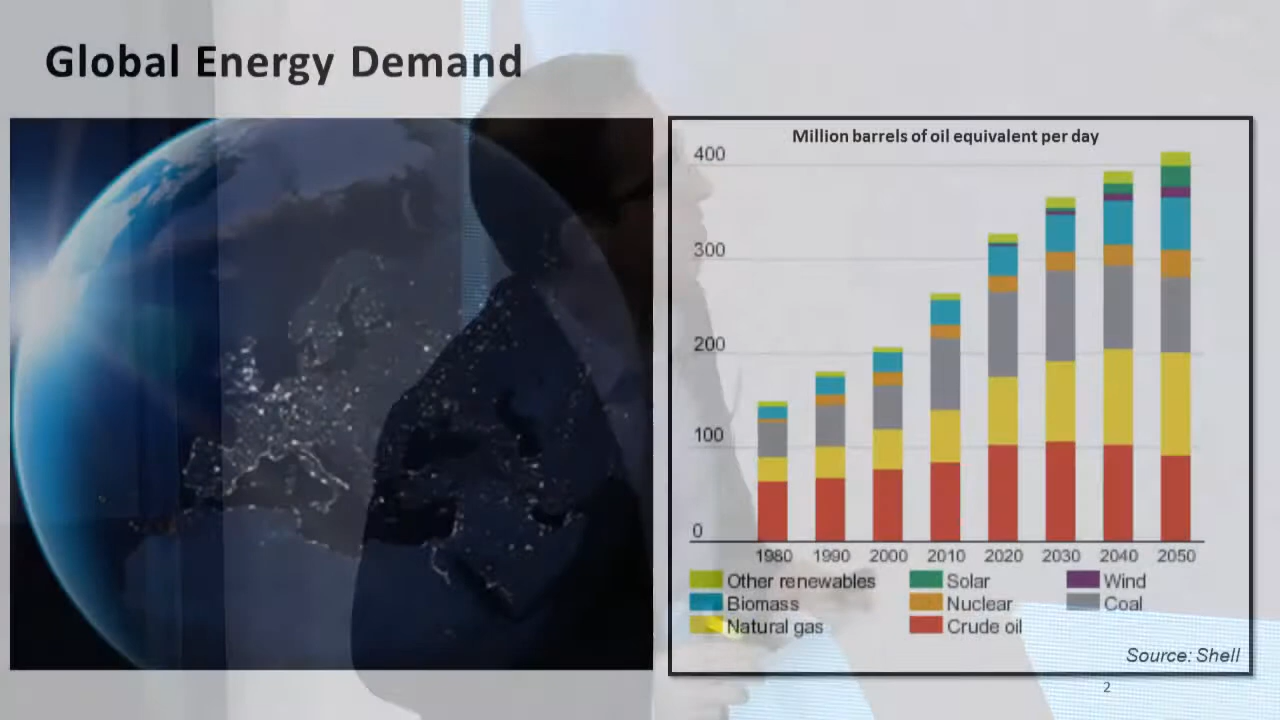 Global Energy Demand
Million barrels of oil equivalent per day
400
300
200
100
0
1980 1990 2000 2010 2020 2030 2040 2050
Other renewables Solar Wind
Biomass Nuclear Coal
Natural gas Crude oil
Source: Shell
2